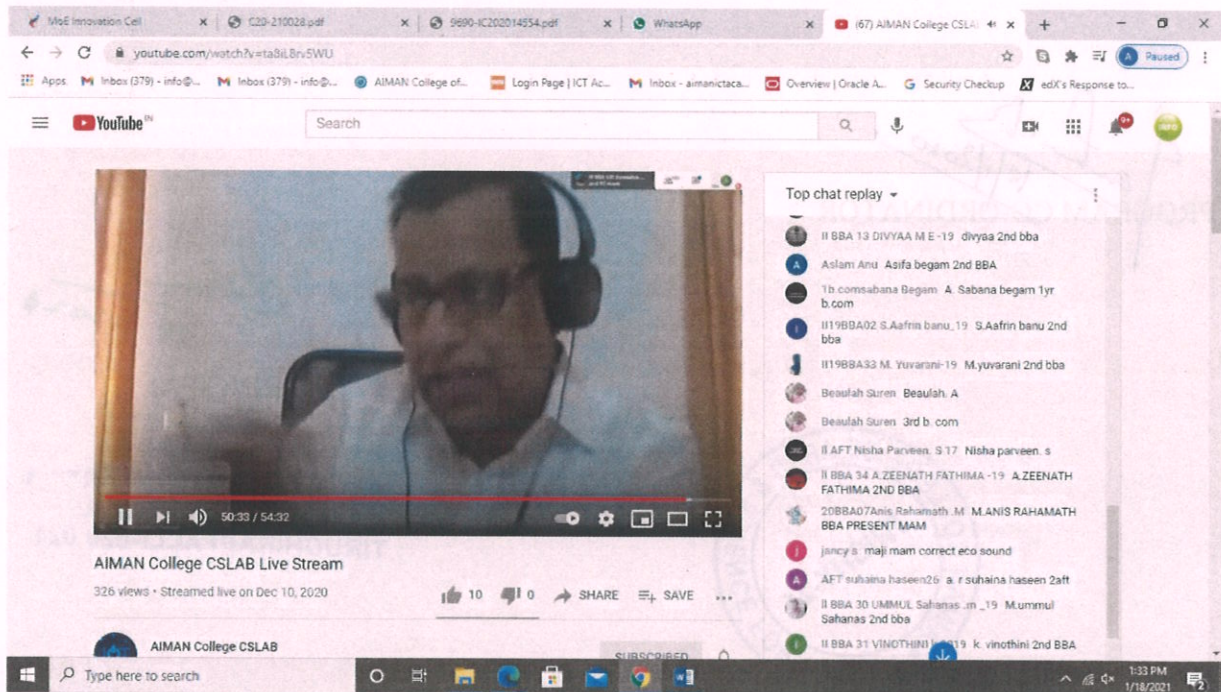 MoE Innovation Cell
C20-210028.pdf
9690-IC202014554.pdf
WhatsApp
(67) AIMAN College CSLA
youtube.com/watch?v=ta8iL8rv5WU
Paused
Apps
Inbox (379) - info@...
Inbox (379) - info@...
AIMAN College of...
Login Page | ICT Ac...
Inbox - aimanictaca...
Overview | Oracle A...
Security Checkup
edX's Response to...
YouTube IN
Search
9+
Top chat replay
II BBA 13 DIVYAA M E -19 divyaa 2nd bba
Aslam Anu Asifa begam 2nd BBA
1b.comsabana Begam A. Sabana begam 1yr
b.com
II19BBA02 S.Aafrin banu_19 S.Aafrin banu 2nd
bba
II19BBA33 M. Yuvarani-19 M.yuvarani 2nd bba
Beaulah Suren Beaulah. A
Beaulah Suren 3rd b. com
II AFT Nisha Parveen. S 17 Nisha parveen. s
II BBA 34 A.ZEENATH FATHIMA -19 A.ZEENATH
FATHIMA 2ND BBA
20BBA07Anis Rahamath .M M.ANIS RAHAMATH
BBA PRESENT MAM
jancy s maji mam correct eco sound
AFT suhaina haseen26 a. r suhaina haseen 2aft
II BBA 30 UMMUL Sahanas .m _19 M.ummul
Sahanas 2nd bba
II BBA 31 VINOTHINI k. vinothini 2nd BBA
50:33 / 54:32
AIMAN College CSLAB Live Stream
326 views • Streamed live on Dec 10, 2020
10
0
SHARE
SAVE
AIMAN College CSLAB
SUBSCRIBED
Type here to search
1:33 PM
1/18/2021